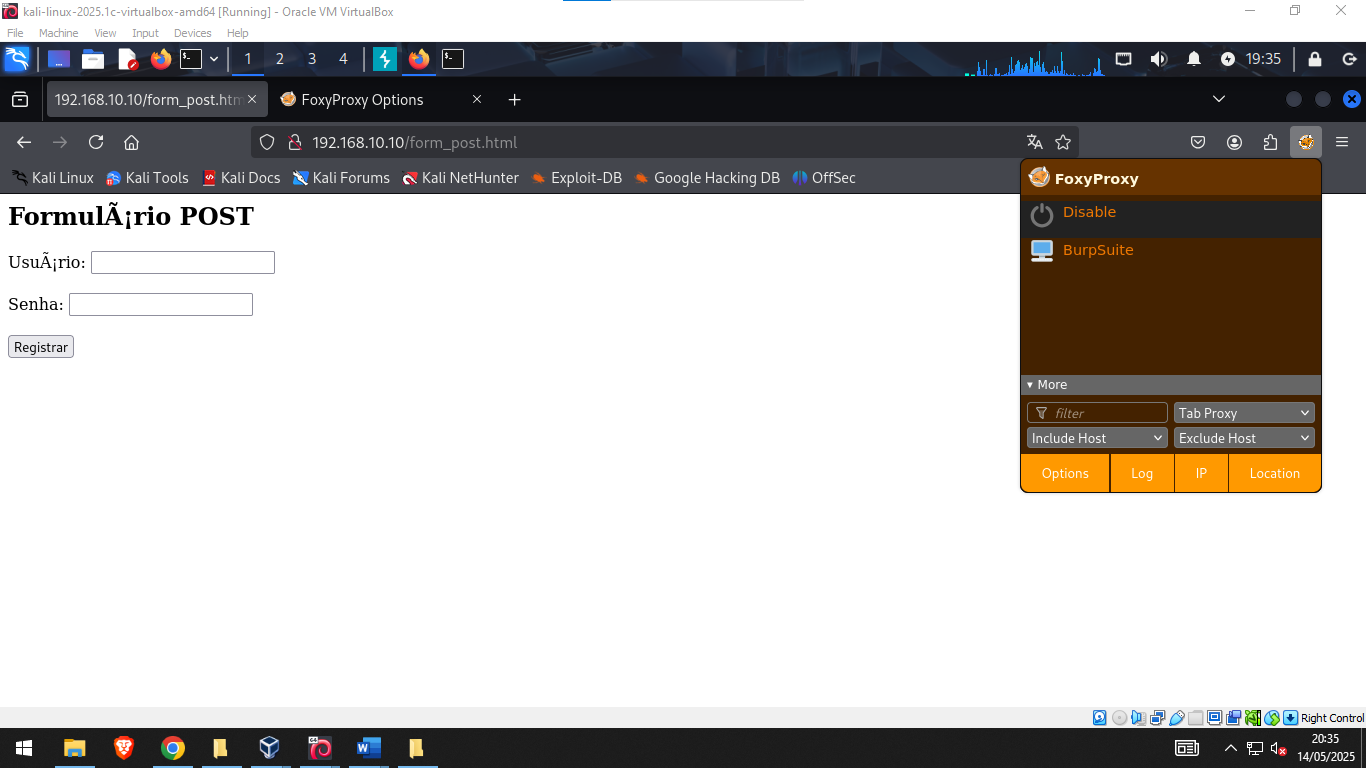 kali-linux-2025.1c-virtualbox-amd64 [Running] - Oracle VM VirtualBox
File Machine View Input Devices Help
1 2 3 4 19:35
192.168.10.10/form_post.htm FoxyProxy Options
192.168.10.10/form_post.html
Kali Linux Kali Tools Kali Docs Kali Forums Kali NetHunter Exploit-DB Google Hacking DB OffSec
FormulÃ¡rio POST
UsuÃ¡rio:
Senha:
Registrar
FoxyProxy
Disable
BurpSuite
More
filter Tab Proxy
Include Host Exclude Host
Options Log IP Location
Right Control
20:35
14/05/2025